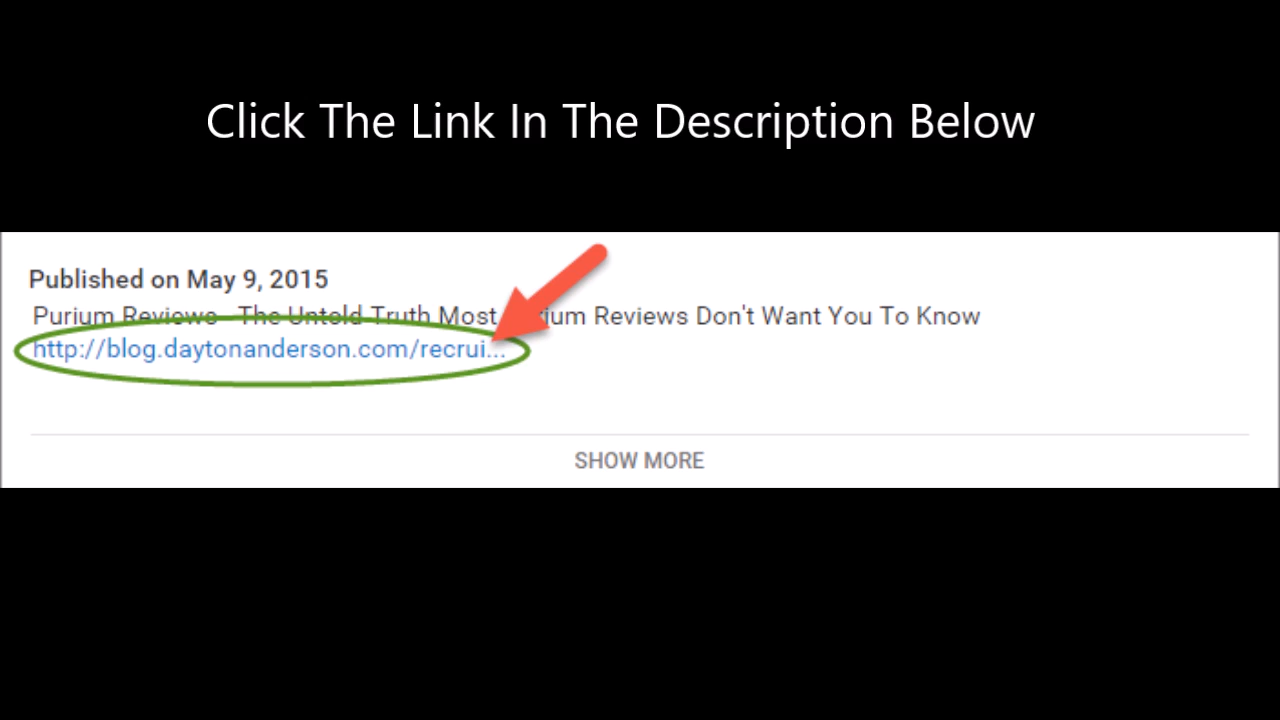 Click The Link In The Description Below
Published on May 9, 2015
Purium Reviews - The Untold Truth Most Reviews Don't Want You To Know
http://blog.daytonanderson.com/recrui...
SHOW MORE